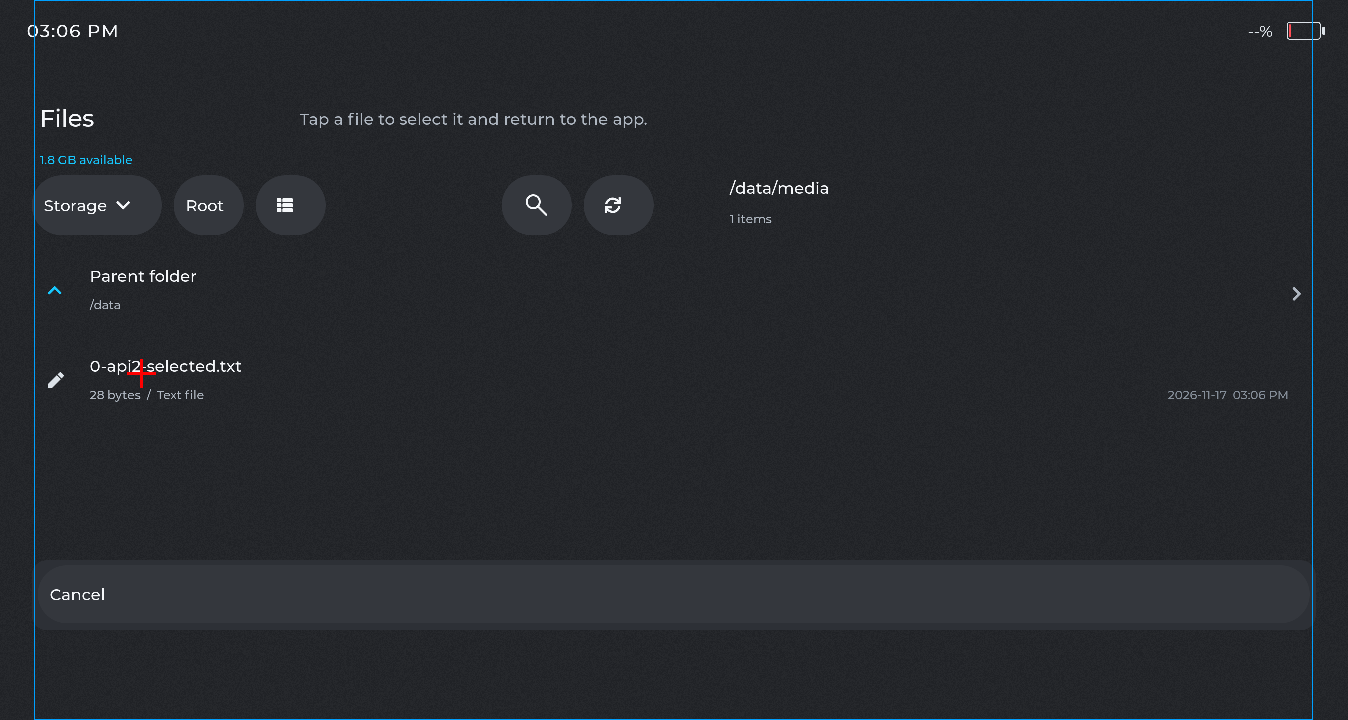 03:06 PM
--%
Files
Tap a file to select it and return to the app.
1.8 GB available
Storage
Root
/data/media
1 items
Parent folder
/data
0-api2-selected.txt
28 bytes / Text file
2026-11-17 03:06 PM
Cancel